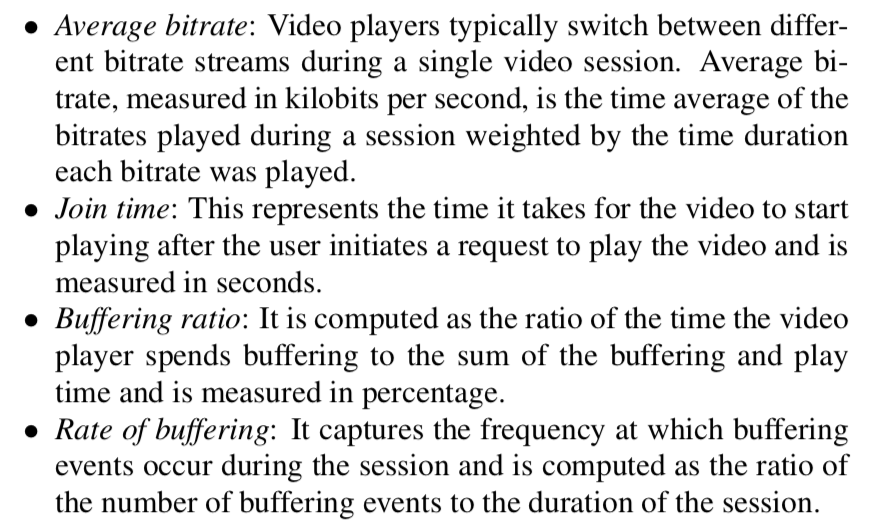 • Average bitrate: Video players typically switch between differ-
ent bitrate streams during a single video session. Average bi-
trate, measured in kilobits per second, is the time average of the
bitrates played during a session weighted by the time duration
each bitrate was played.
• Join time: This represents the time it takes for the video to start
playing after the user initiates a request to play the video and is
measured in seconds.
• Buffering ratio: It is computed as the ratio of the time the video
player spends buffering to the sum of the buffering and play
time and is measured in percentage.
• Rate of buffering: It captures the frequency at which buffering
events occur during the session and is computed as the ratio of
the number of buffering events to the duration of the session.